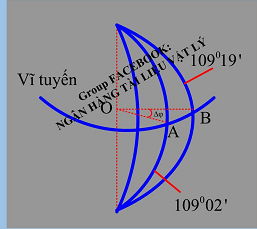 Group FACEBOOK:
NGÂN HÀNG TÀI LIỆU VẬT LÝ
109⁰19'
Vĩ tuyến
O
Δφ
A
B
109⁰02'